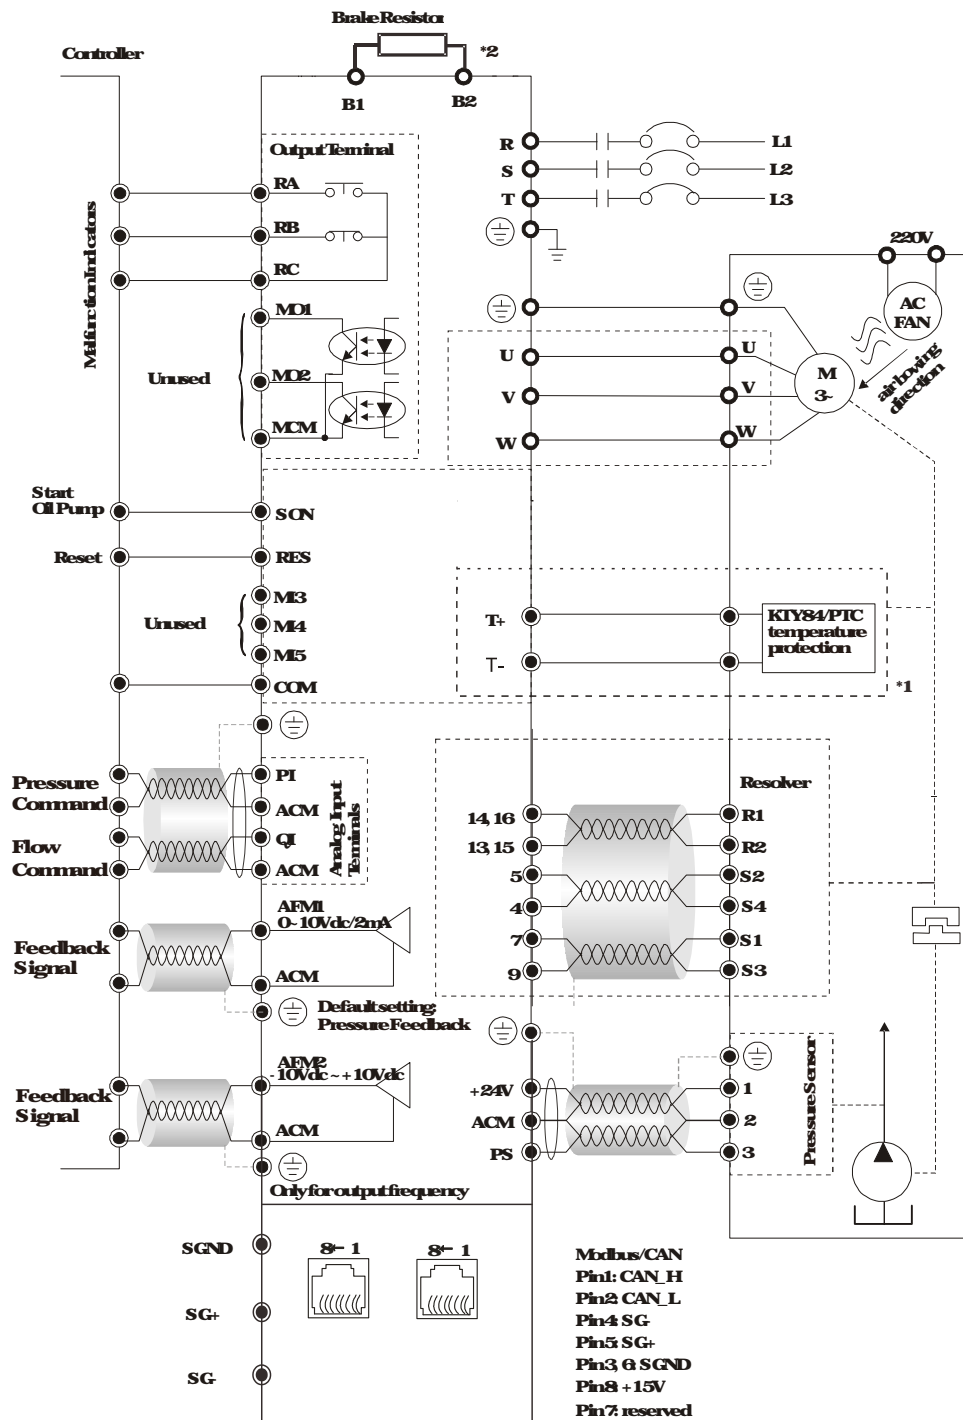 Brake Resistor
*2
Controller
B1
B2
Output Terminal
R
L1
S
L2
T
L3
RA
RB
RC
Malfunction Indicators
220V
AC
FAN
air bowing
direction
MO1
MO2
MCM
Unused
U
V
W
U
V
W
M
3~
Start
Oil Pump
SON
Reset
RES
MI3
MI4
MI5
Unused
COM
T+
T-
KTY84/PTC
temperature
protection
*1
Pressure
Command
Flow
Command
PI
ACM
QI
ACM
Analog Input
Terminals
Resolver
14, 16
13, 15
5
4
7
9
R1
R2
S2
S4
S1
S3
AFM1
0~10Vdc/2mA
ACM
Feedback
Signal
Default setting:
Pressure Feedback
AFM2
-10Vdc~+10Vdc
ACM
Feedback
Signal
Only for output frequency
+24V
ACM
PS
1
2
3
Pressure Sensor
SGND
SG+
SG-
8←1
8←1
Modbus/CAN
Pin1: CAN_H
Pin2: CAN_L
Pin4: SG-
Pin5: SG+
Pin3, 6: SGND
Pin8: +15V
Pin7: reserved